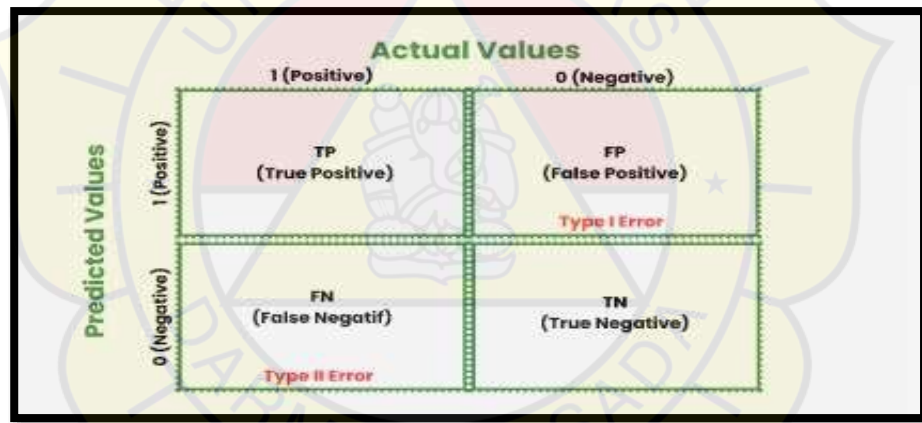 Actual Values
1 (Positive)
0 (Negative)
Predicted Values
1 (Positive)
TP
(True Positive)
FP
(False Positive)
Type I Error
0 (Negative)
FN
(False Negatif)
Type II Error
TN
(True Negative)